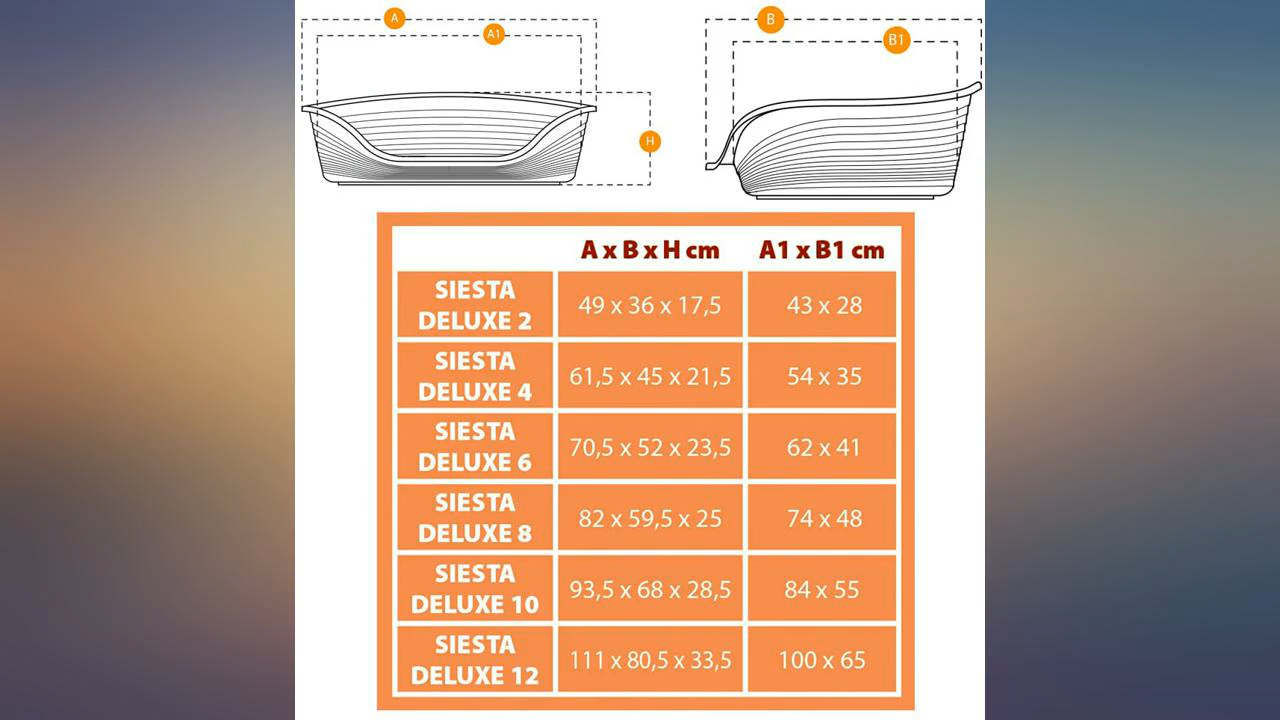 A
A1
H
B
B1
A x B x H cm A1 x B1 cm
SIESTA
DELUXE 2
49 x 36 x 17,5
43 x 28
SIESTA
DELUXE 4
61,5 x 45 x 21,5
54 x 35
SIESTA
DELUXE 6
70,5 x 52 x 23,5
62 x 41
SIESTA
DELUXE 8
82 x 59,5 x 25
74 x 48
SIESTA
DELUXE 10
93,5 x 68 x 28,5
84 x 55
SIESTA
DELUXE 12
111 x 80,5 x 33,5
100 x 65